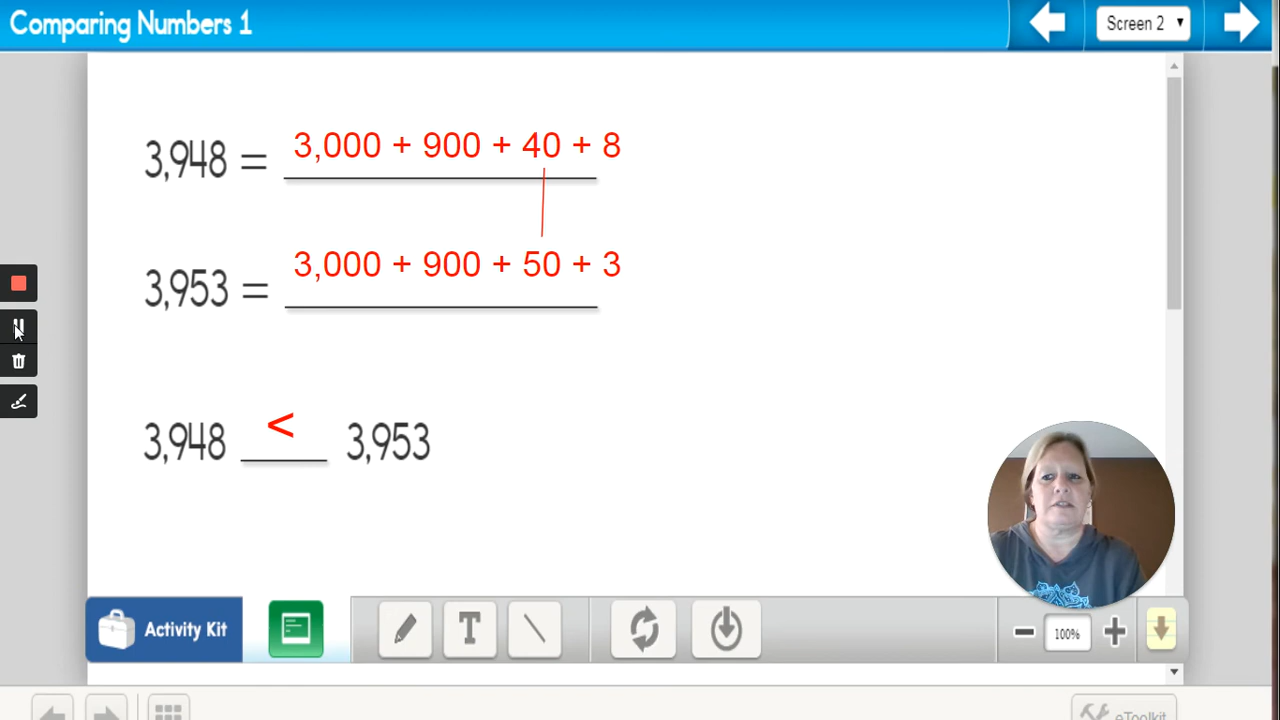 Comparing Numbers 1
Screen 2
3,948 = 3,000 + 900 + 40 + 8
3,953 = 3,000 + 900 + 50 + 3
3,948 < 3,953
Activity Kit
T
100%
eToolkit